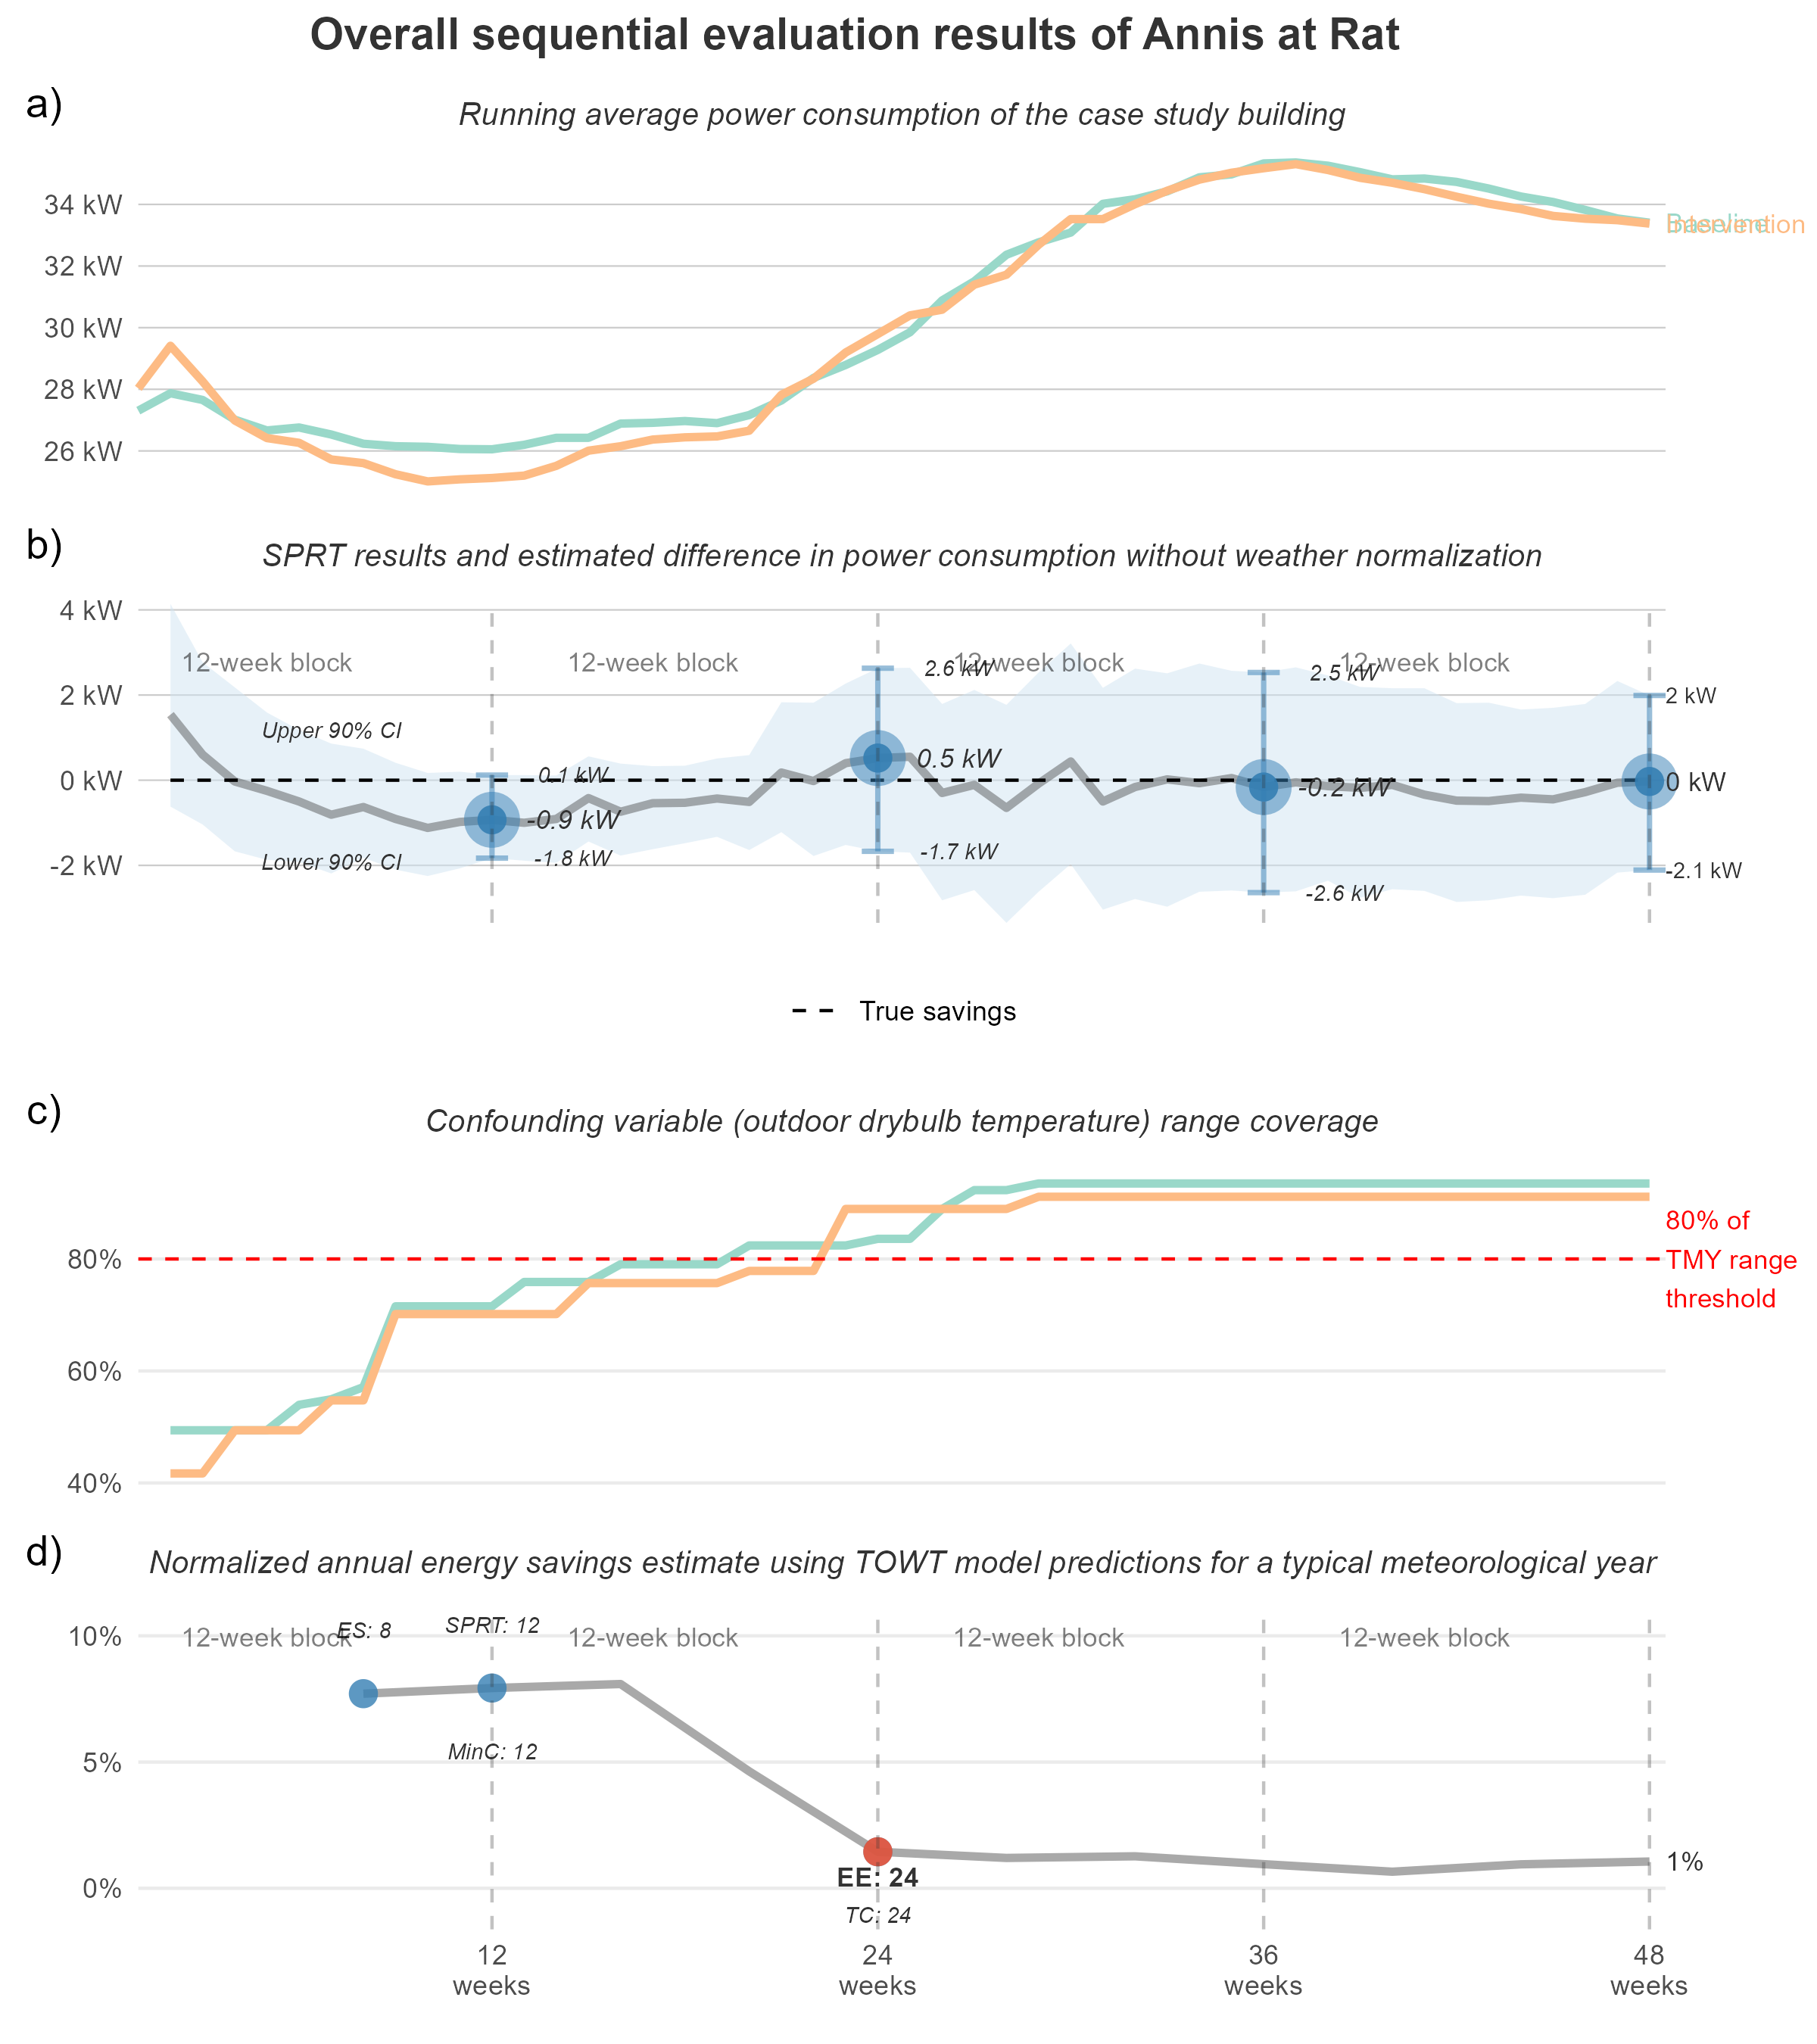 Overall sequential evaluation results of Annis at Rat
a)
Running average power consumption of the case study building
34 kW
32 kW
30 kW
28 kW
26 kW
Baseline
Intervention
b)
SPRT results and estimated difference in power consumption without weather normalization
4 kW
2 kW
0 kW
-2 kW
12-week block
12-week block
12-week block
12-week block
Upper 90% CI
Lower 90% CI
0.1 kW
-0.9 kW
-1.8 kW
2.6 kW
0.5 kW
-1.7 kW
2.5 kW
-0.2 kW
-2.6 kW
2 kW
0 kW
-2.1 kW
True savings
c)
Confounding variable (outdoor drybulb temperature) range coverage
80%
60%
40%
80% of
TMY range
threshold
d)
Normalized annual energy savings estimate using TOWT model predictions for a typical meteorological year
10%
5%
0%
12-week block
12-week block
12-week block
12-week block
ES: 8
SPRT: 12
MinC: 12
EE: 24
TC: 24
1%
12
weeks
24
weeks
36
weeks
48
weeks